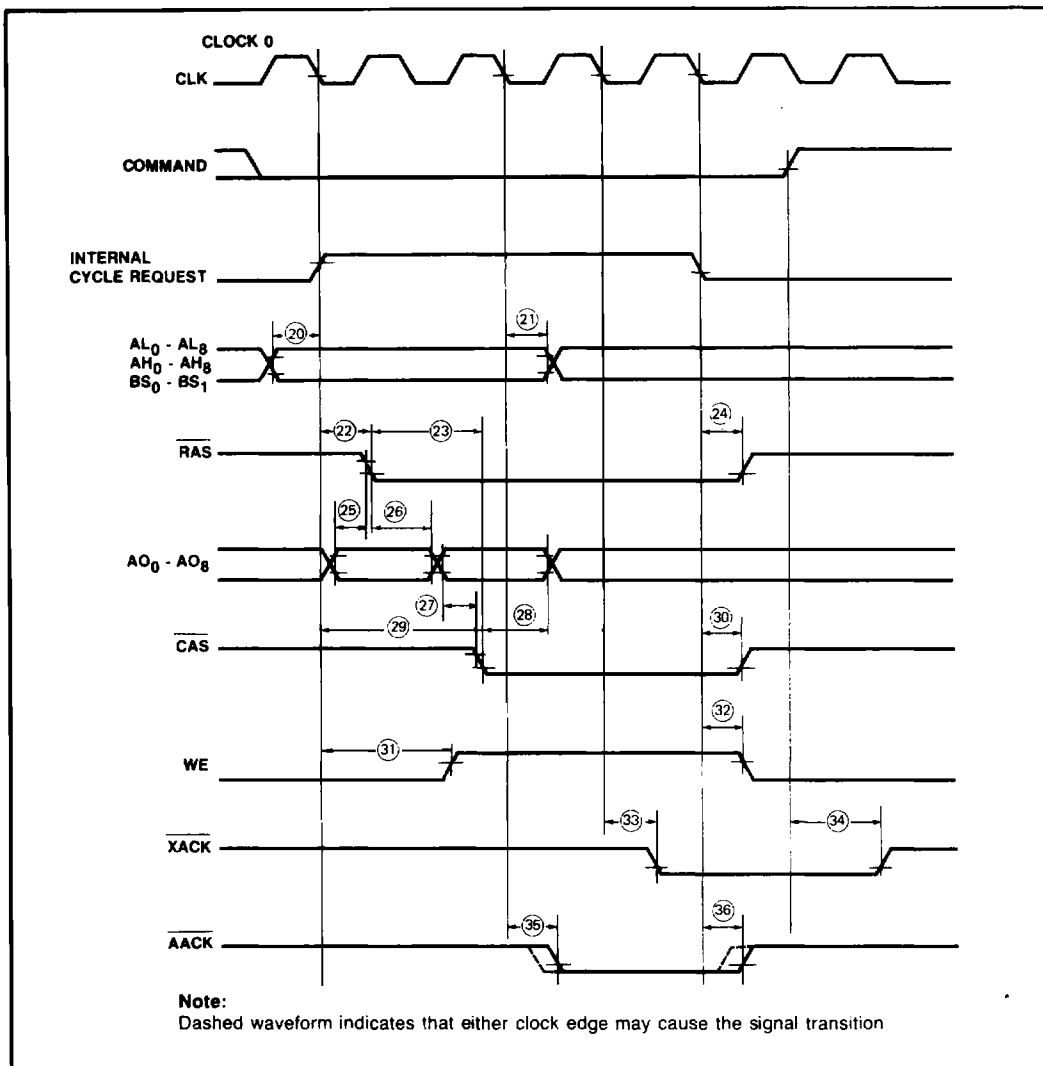 CLOCK 0
CLK
COMMAND
INTERNAL
CYCLE REQUEST
20
21
AL0 - AL8
AH0 - AH8
BS0 - BS1
22
23
24
RAS
25
26
AO0 - AO8
27
28
29
30
CAS
32
31
WE
33
34
XACK
35
36
AACK
Note:
Dashed waveform indicates that either clock edge may cause the signal transition